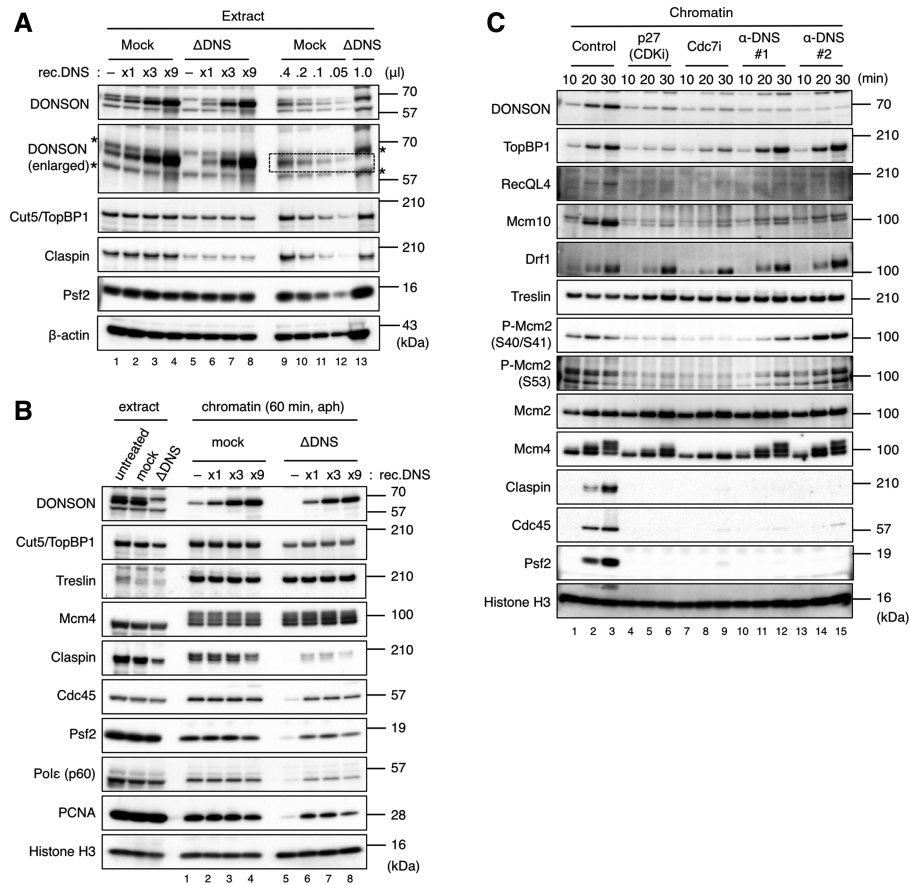 A
Extract
Mock ΔDNS Mock ΔDNS
rec.DNS : – x1 x3 x9 – x1 x3 x9 .4 .2 .1 .05 1.0 (μl)
DONSON 70
57
* DONSON (enlarged) * 70 *
57 *
Cut5/TopBP1 210
Claspin 210
Psf2 16
β-actin 43
(kDa)
1 2 3 4 5 6 7 8 9 10 11 12 13
B
extract chromatin (60 min, aph)
untreated mock ΔDNS mock ΔDNS
– x1 x3 x9 – x1 x3 x9 : rec.DNS
DONSON 70
57
Cut5/TopBP1 210
Treslin 210
Mcm4 100
Claspin 210
Cdc45 57
Psf2 19
Polε (p60) 57
PCNA 28
Histone H3 16
(kDa)
1 2 3 4 5 6 7 8
C
Chromatin
Control p27 (CDKi) Cdc7i α-DNS #1 α-DNS #2
10 20 30 10 20 30 10 20 30 10 20 30 10 20 30 (min)
DONSON 70
TopBP1 210
RecQL4 210
Mcm10 100
Drf1 100
Treslin 210
P-Mcm2 (S40/S41) 100
P-Mcm2 (S53) 100
Mcm2 100
Mcm4 100
Claspin 210
Cdc45 57
Psf2 19
Histone H3 16
(kDa)
1 2 3 4 5 6 7 8 9 10 11 12 13 14 15